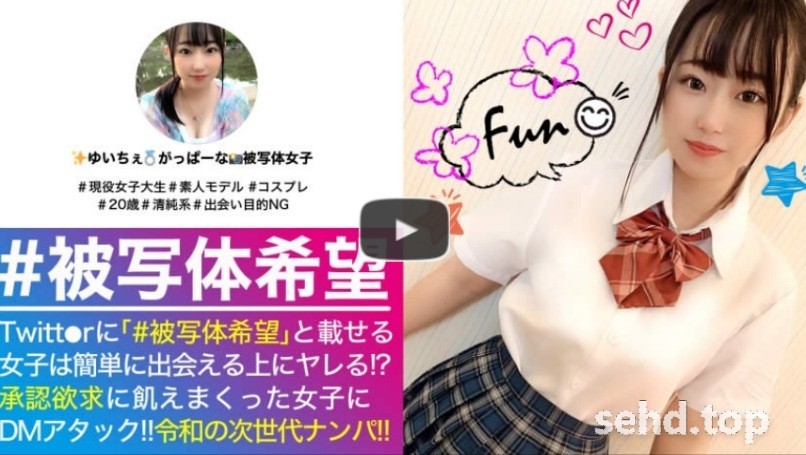 ✨ゆいちぇ💍がっぱーな📸被写体女子
#現役女子大生#素人モデル #コスプレ
#20歳#清純系#出会い目的NG
#被写体希望
Twitt●rに「#被写体希望」と載せる
女子は簡単に出会える上にヤレる!?
承認欲求に飢えまくった女子に
DMアタック!!令和の次世代ナンパ!!
Fun
sehd.top